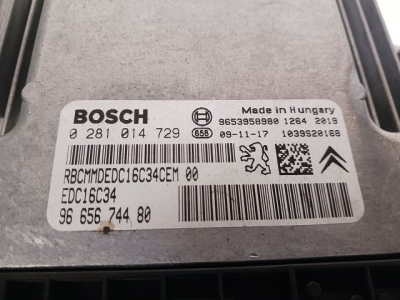 BOSCH
Made in Hungary
9653958980 1264 2019
0 281 014 729
658 09-11-17 1039S20168
RBCMMDEDC16C34CEM 00
EDC16C34
96 656 744 80